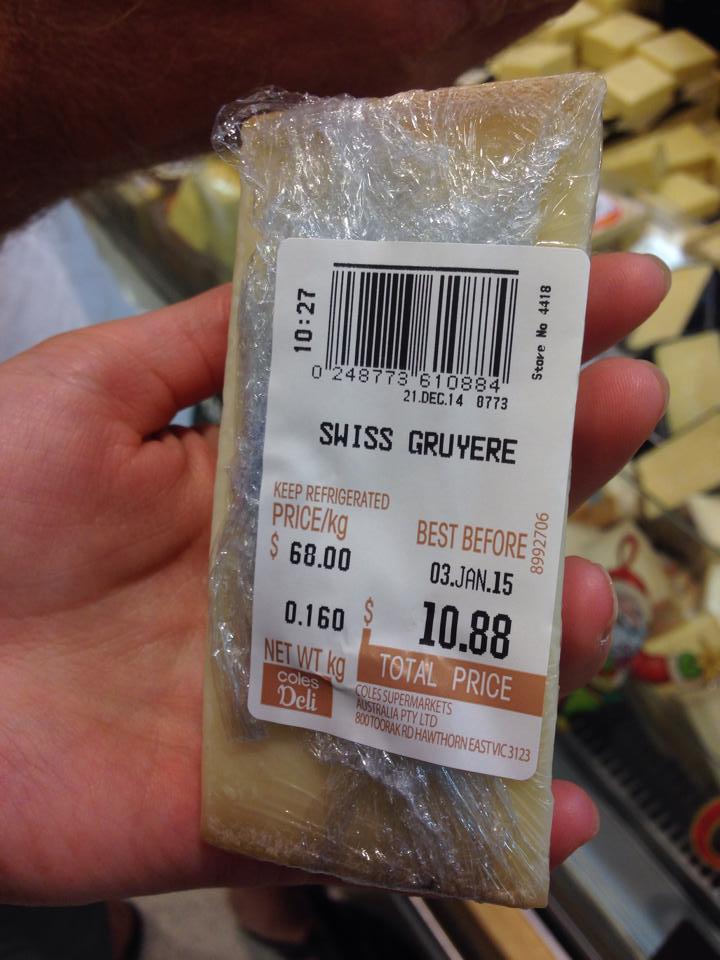 10:27
0 248773 610884
21.DEC.14 8773
Store No 4418
SWISS GRUYERE
KEEP REFRIGERATED
PRICE/kg
$ 68.00
BEST BEFORE
03.JAN.15
8992706
0.160
NET WT kg
$ 10.88
TOTAL PRICE
coles
Deli
COLES SUPERMARKETS
AUSTRALIA PTY LTD
800 TOORAK RD HAWTHORN EAST VIC 3123